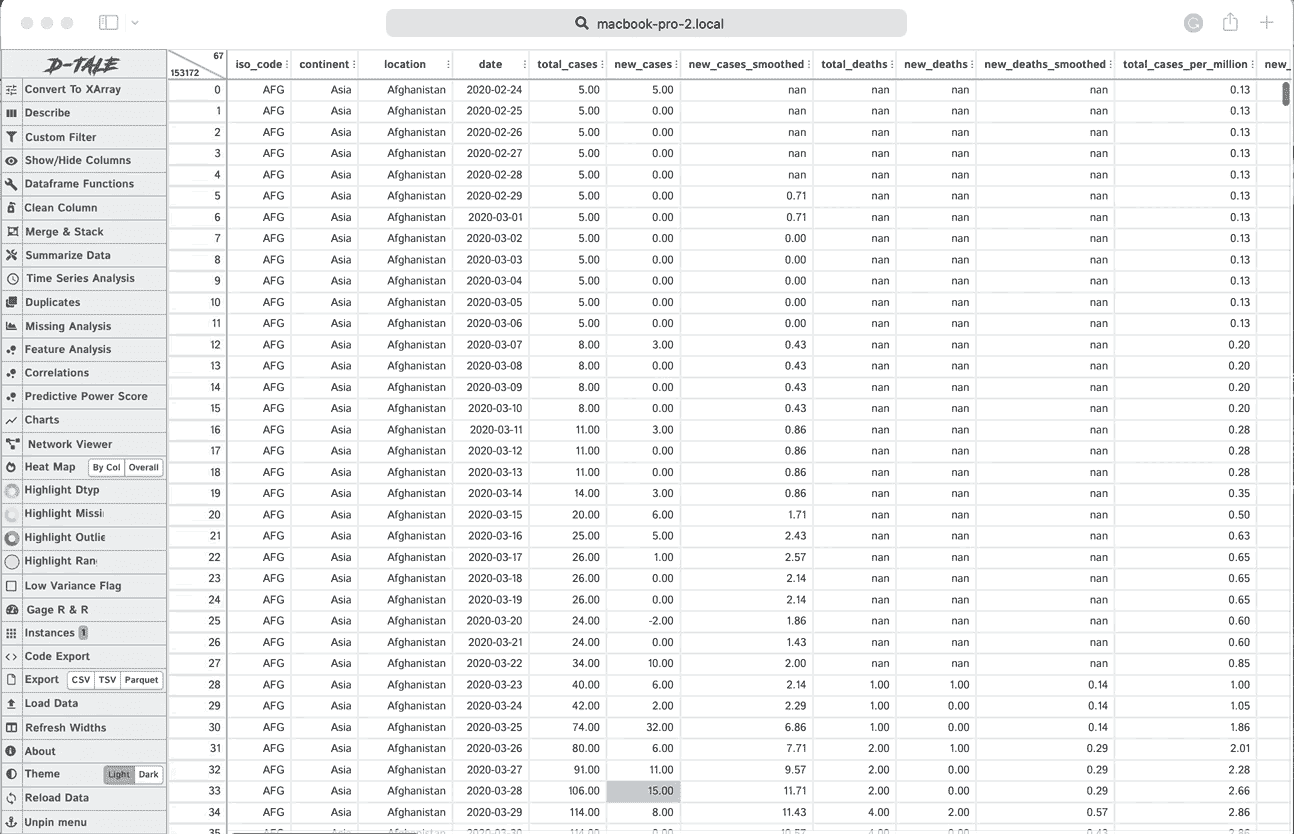 macbook-pro-2.local
D-TALE
Convert To XArray
Describe
Custom Filter
Show/Hide Columns
Dataframe Functions
Clean Column
Merge & Stack
Summarize Data
Time Series Analysis
Duplicates
Missing Analysis
Feature Analysis
Correlations
Predictive Power Score
Charts
Network Viewer
Heat Map By Col Overall
Highlight Dtyp
Highlight Missi
Highlight Outlie
Highlight Ran
Low Variance Flag
Gage R & R
Instances 1
Code Export
Export CSV TSV Parquet
Load Data
Refresh Widths
About
Theme Light Dark
Reload Data
Unpin menu
67
153172
iso_code continent location date total_cases new_cases new_cases_smoothed total_deaths new_deaths new_deaths_smoothed total_cases_per_million new_
0 AFG Asia Afghanistan 2020-02-24 5.00 5.00 nan nan nan nan 0.13
1 AFG Asia Afghanistan 2020-02-25 5.00 0.00 nan nan nan nan 0.13
2 AFG Asia Afghanistan 2020-02-26 5.00 0.00 nan nan nan nan 0.13
3 AFG Asia Afghanistan 2020-02-27 5.00 0.00 nan nan nan nan 0.13
4 AFG Asia Afghanistan 2020-02-28 5.00 0.00 nan nan nan nan 0.13
5 AFG Asia Afghanistan 2020-02-29 5.00 0.00 0.71 nan nan nan 0.13
6 AFG Asia Afghanistan 2020-03-01 5.00 0.00 0.71 nan nan nan 0.13
7 AFG Asia Afghanistan 2020-03-02 5.00 0.00 0.00 nan nan nan 0.13
8 AFG Asia Afghanistan 2020-03-03 5.00 0.00 0.00 nan nan nan 0.13
9 AFG Asia Afghanistan 2020-03-04 5.00 0.00 0.00 nan nan nan 0.13
10 AFG Asia Afghanistan 2020-03-05 5.00 0.00 0.00 nan nan nan 0.13
11 AFG Asia Afghanistan 2020-03-06 5.00 0.00 0.00 nan nan nan 0.13
12 AFG Asia Afghanistan 2020-03-07 8.00 3.00 0.43 nan nan nan 0.20
13 AFG Asia Afghanistan 2020-03-08 8.00 0.00 0.43 nan nan nan 0.20
14 AFG Asia Afghanistan 2020-03-09 8.00 0.00 0.43 nan nan nan 0.20
15 AFG Asia Afghanistan 2020-03-10 8.00 0.00 0.43 nan nan nan 0.20
16 AFG Asia Afghanistan 2020-03-11 11.00 3.00 0.86 nan nan nan 0.28
17 AFG Asia Afghanistan 2020-03-12 11.00 0.00 0.86 nan nan nan 0.28
18 AFG Asia Afghanistan 2020-03-13 11.00 0.00 0.86 nan nan nan 0.28
19 AFG Asia Afghanistan 2020-03-14 14.00 3.00 0.86 nan nan nan 0.35
20 AFG Asia Afghanistan 2020-03-15 20.00 6.00 1.71 nan nan nan 0.50
21 AFG Asia Afghanistan 2020-03-16 25.00 5.00 2.43 nan nan nan 0.63
22 AFG Asia Afghanistan 2020-03-17 26.00 1.00 2.57 nan nan nan 0.65
23 AFG Asia Afghanistan 2020-03-18 26.00 0.00 2.14 nan nan nan 0.65
24 AFG Asia Afghanistan 2020-03-19 26.00 0.00 2.14 nan nan nan 0.65
25 AFG Asia Afghanistan 2020-03-20 24.00 -2.00 1.86 nan nan nan 0.60
26 AFG Asia Afghanistan 2020-03-21 24.00 0.00 1.43 nan nan nan 0.60
27 AFG Asia Afghanistan 2020-03-22 34.00 10.00 2.00 nan nan nan 0.85
28 AFG Asia Afghanistan 2020-03-23 40.00 6.00 2.14 1.00 1.00 0.14 1.00
29 AFG Asia Afghanistan 2020-03-24 42.00 2.00 2.29 1.00 0.00 0.14 1.05
30 AFG Asia Afghanistan 2020-03-25 74.00 32.00 6.86 1.00 0.00 0.14 1.86
31 AFG Asia Afghanistan 2020-03-26 80.00 6.00 7.71 2.00 1.00 0.29 2.01
32 AFG Asia Afghanistan 2020-03-27 91.00 11.00 9.57 2.00 0.00 0.29 2.28
33 AFG Asia Afghanistan 2020-03-28 106.00 15.00 11.71 2.00 0.00 0.29 2.66
34 AFG Asia Afghanistan 2020-03-29 114.00 8.00 11.43 4.00 2.00 0.57 2.86
35 AFG Asia Afghanistan 2020-03-30 114.00 0.00 10.57 4.00 0.00 0.43 2.86